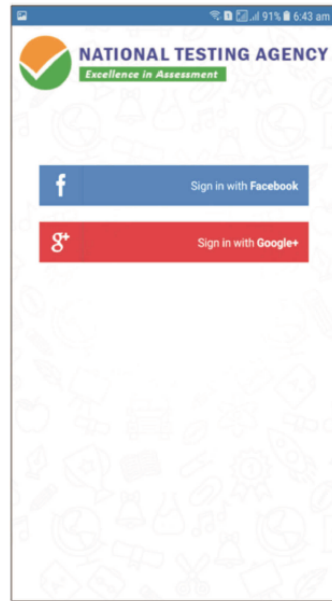 91% 6:43 am
NATIONAL TESTING AGENCY
Excellence in Assessment
f Sign in with Facebook
g+ Sign in with Google+